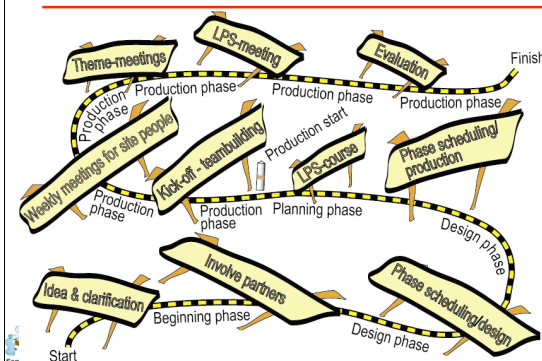 Theme-meetings
LPS-meeting
Evaluation
Finish
Production phase
Production phase
Production phase
Production
phase
Weekly meetings for site people
Kick-off - teambuilding
Production start
LPS-course
Phase scheduling/
production
Production
phase
Production
phase
Planning phase
Design phase
Idea & clarification
Involve partners
Phase scheduling/design
Beginning phase
Design phase
Start